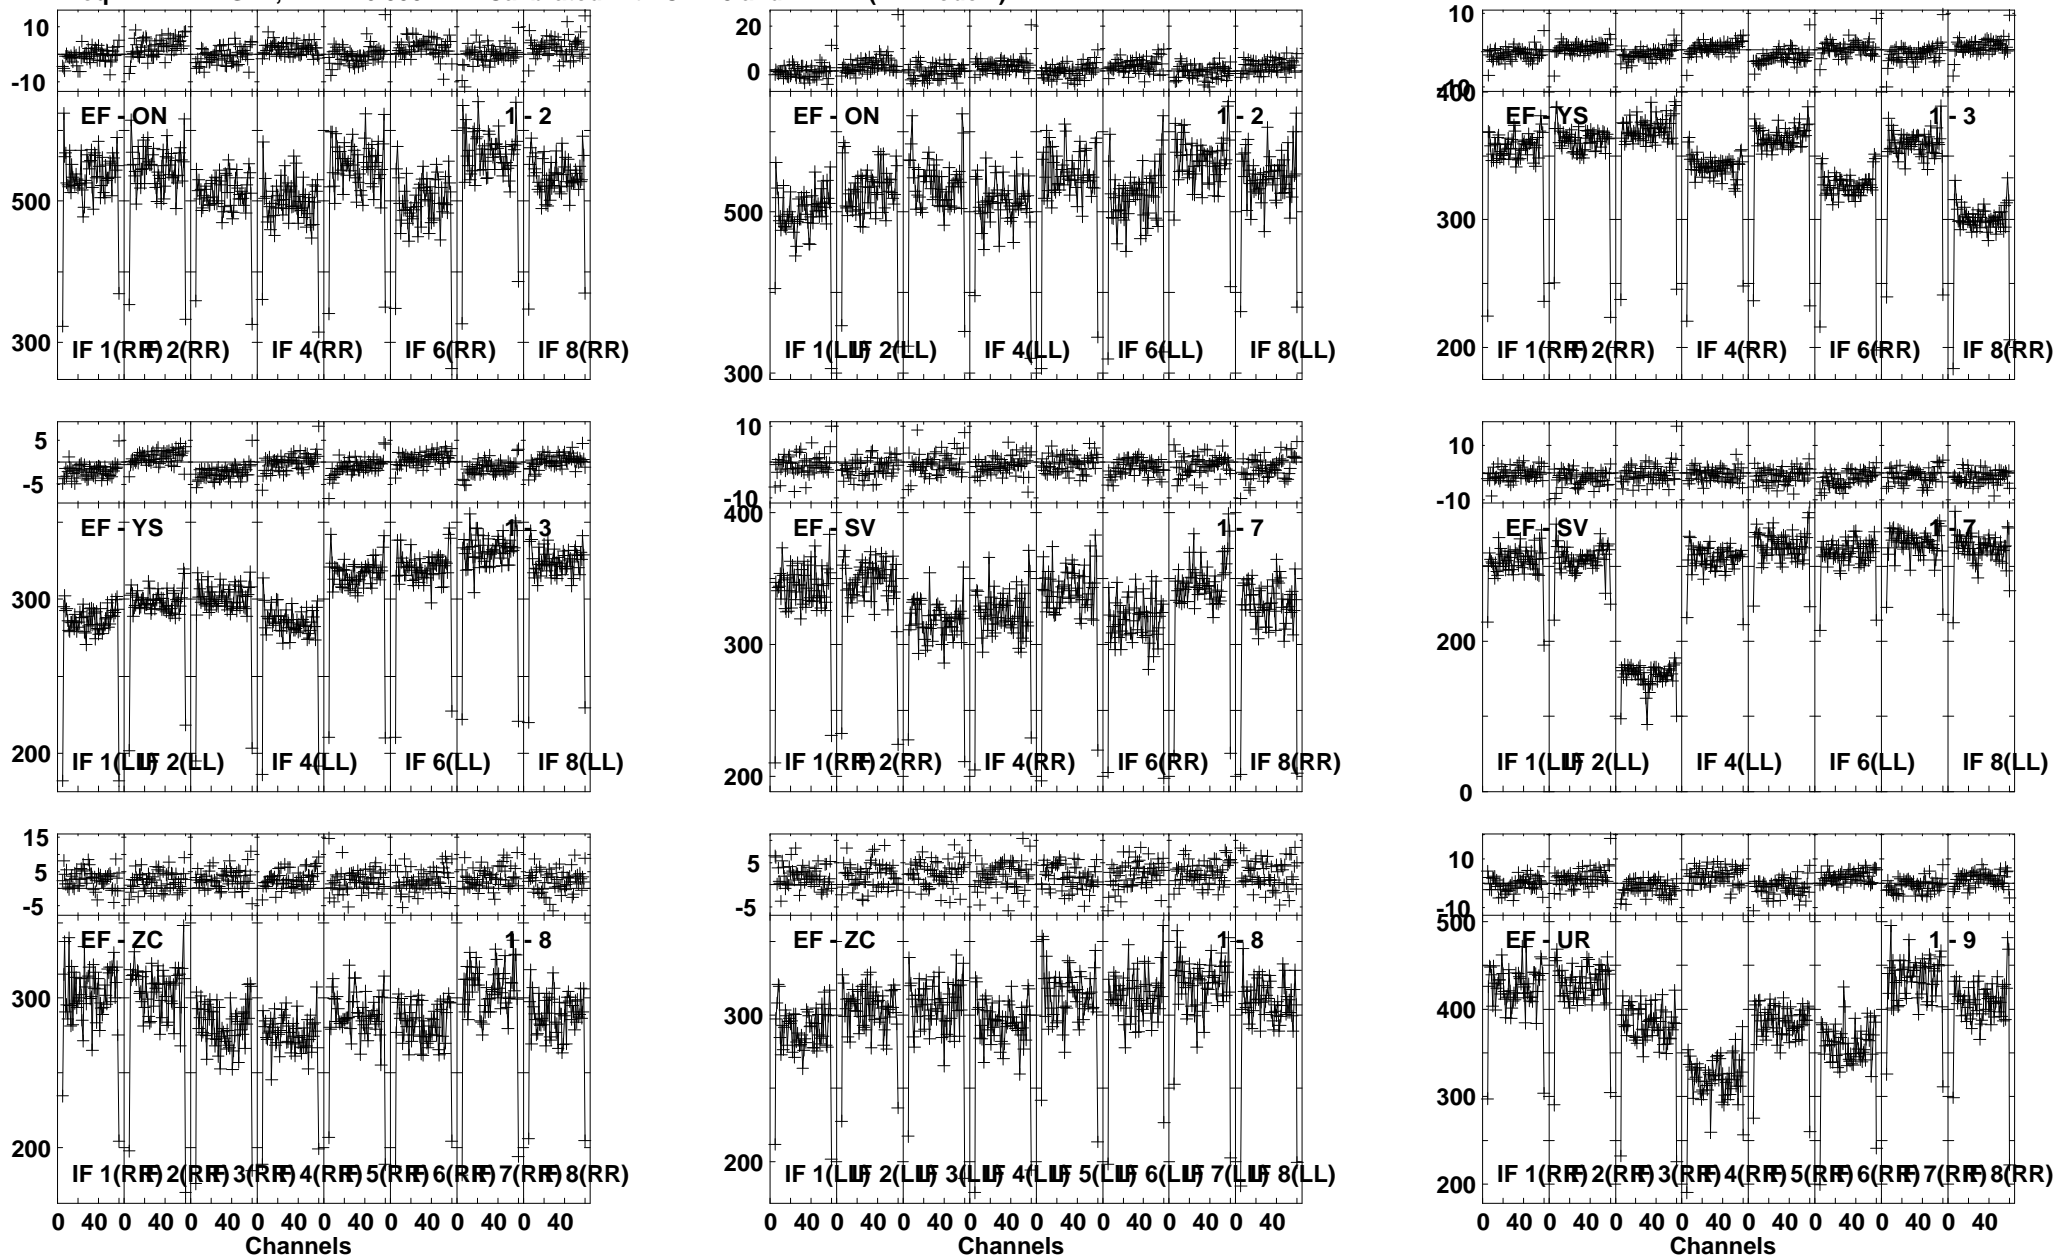 10
-10
EF - ON 1 - 2
500
300
IF 1(RR) IF 2(RR) IF 4(RR) IF 6(RR) IF 8(RR)
20
0
EF - ON 1 - 2
500
300
IF 1(LL) IF 2(LL) IF 4(LL) IF 6(LL) IF 8(LL)
10
-10
400
EF - YS 1 - 3
300
200
IF 1(RR) IF 2(RR) IF 4(RR) IF 6(RR) IF 8(RR)
5
-5
EF - YS 1 - 3
300
200
IF 1(LL) IF 2(LL) IF 4(LL) IF 6(LL) IF 8(LL)
10
-10
400
EF - SV 1 - 7
300
200
IF 1(RR) IF 2(RR) IF 4(RR) IF 6(RR) IF 8(RR)
10
-10
EF - SV 1 - 7
200
IF 1(LL) IF 2(LL) IF 4(LL) IF 6(LL) IF 8(LL)
0
15
5
-5
EF - ZC 1 - 8
300
200
IF 1(RR) IF 2(RR) IF 3(RR) IF 4(RR) IF 5(RR) IF 6(RR) IF 7(RR) IF 8(RR)
0 40 0 40 0 40 0 40 0 40 0 40 0 40 0 40
Channels
5
-5
EF - ZC 1 - 8
300
200
IF 1(LL) IF 2(LL) IF 3(LL) IF 4(LL) IF 5(LL) IF 6(LL) IF 7(LL) IF 8(LL)
0 40 0 40 0 40 0 40 0 40 0 40 0 40 0 40
Channels
10
-10
500
EF - UR 1 - 9
400
300
200
IF 1(RR) IF 2(RR) IF 3(RR) IF 4(RR) IF 5(RR) IF 6(RR) IF 7(RR) IF 8(RR)
0 40 0 40 0 40 0 40 0 40 0 40 0 40 0 40
Channels